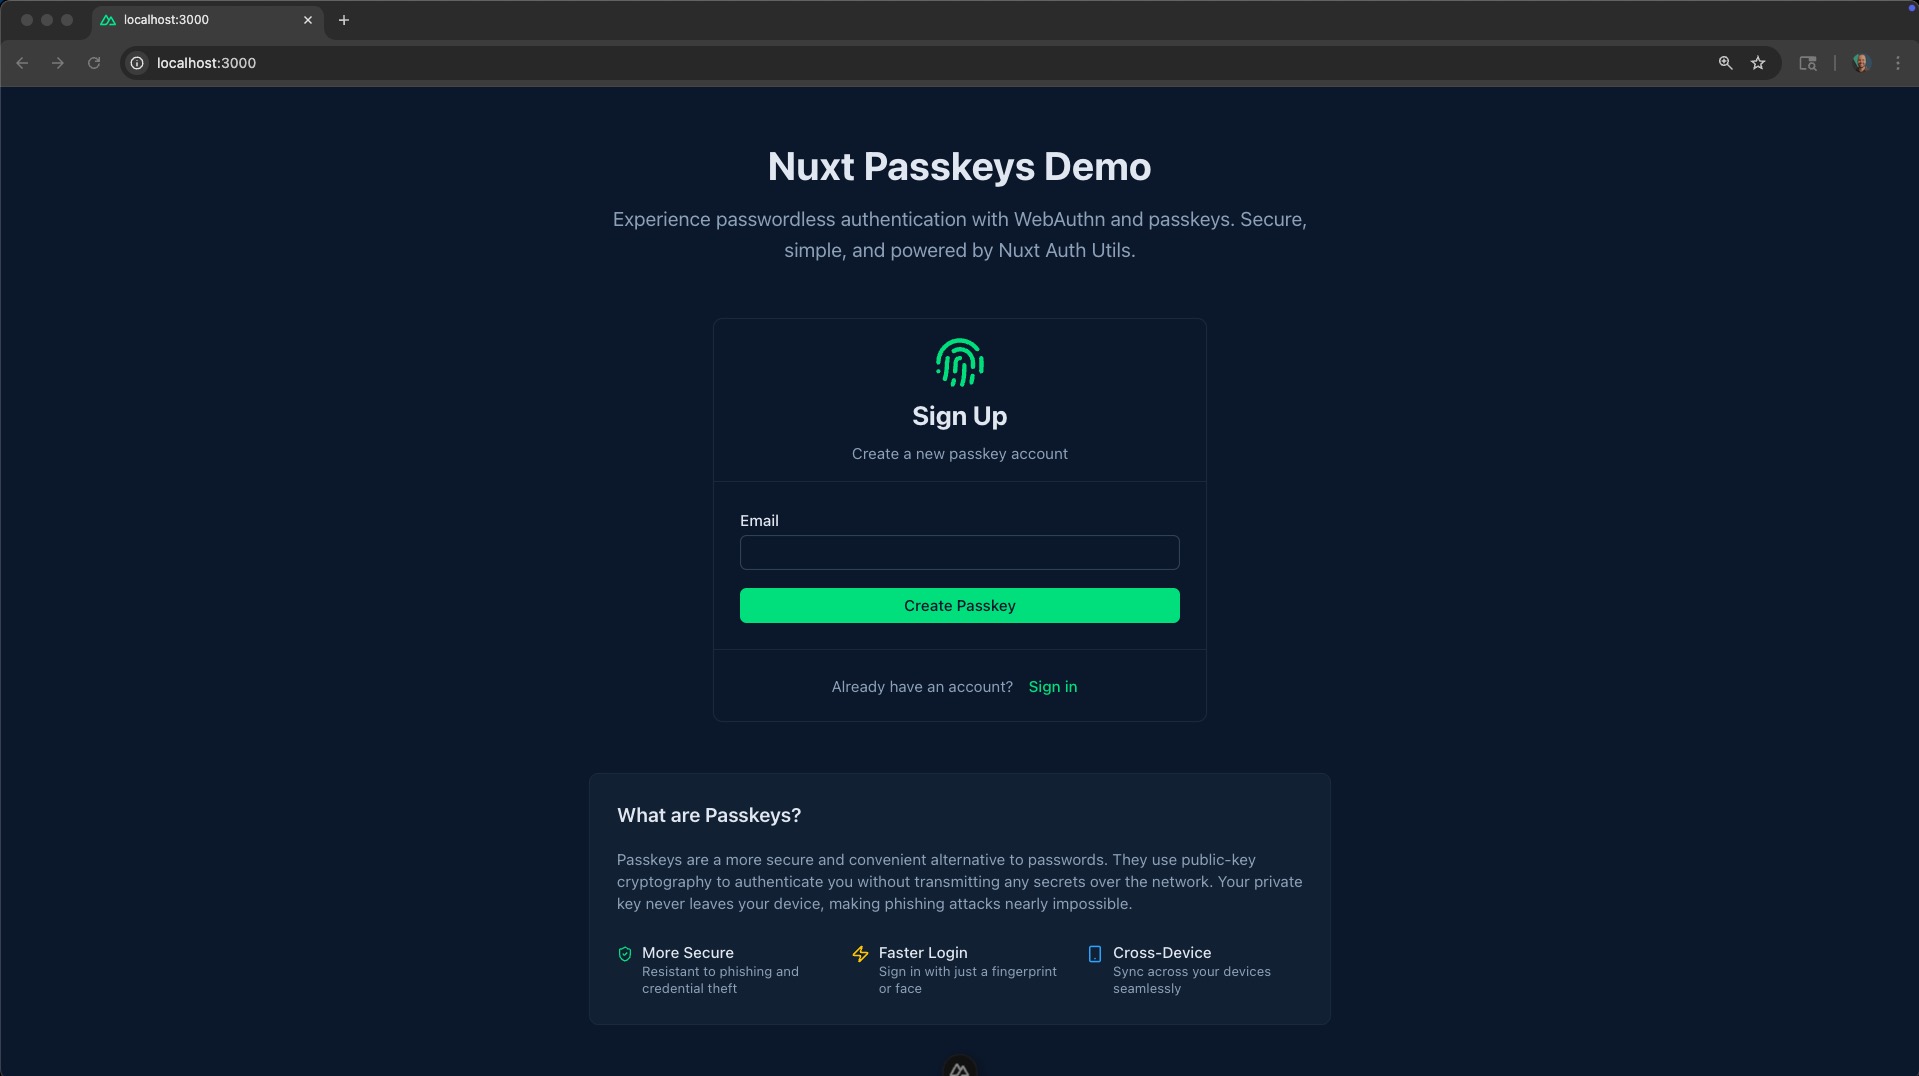 localhost:3000
localhost:3000
Nuxt Passkeys Demo
Experience passwordless authentication with WebAuthn and passkeys. Secure,
simple, and powered by Nuxt Auth Utils.
Sign Up
Create a new passkey account
Email
Create Passkey
Already have an account? Sign in
What are Passkeys?
Passkeys are a more secure and convenient alternative to passwords. They use public-key
cryptography to authenticate you without transmitting any secrets over the network. Your private
key never leaves your device, making phishing attacks nearly impossible.
More Secure
Resistant to phishing and
credential theft
Faster Login
Sign in with just a fingerprint
or face
Cross-Device
Sync across your devices
seamlessly